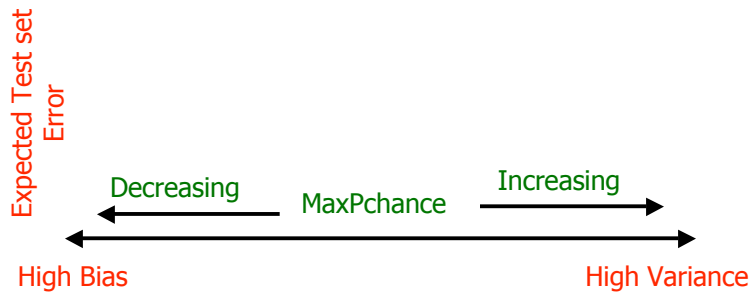 Expected Test set
Error
Decreasing
MaxPchance
Increasing
High Bias
High Variance